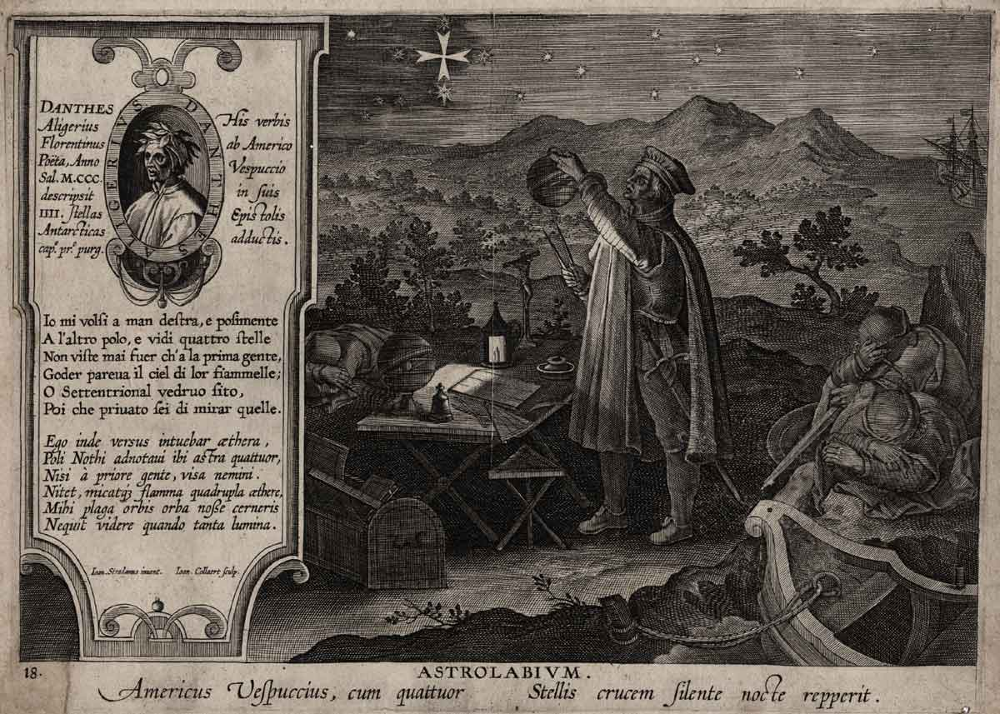 DANTHES
Aligerius
Florentinus
Poëta, Anno
Sal. M.CCC.
descripsit
IIII. stellas
Antarcticas
cap.º pr.º purg.
DANTHES ALIGERIVS
His verbis
ab Americo
Vespuccio
in suis
Epistolis
adductis.
Io mi volsi a man destra, e posimente
A l'altro polo, e vidi quattro stelle
Non viste mai fuer ch'a la prima gente,
Goder pareua il ciel di lor fiammelle;
O Settentrional vedruo sito,
Poi che priuato sei di mirar quelle.
Ego inde versus intuebar æthera,
Poli Nothi adnotaui ibi astra quattuor,
Nisi à priore gente, visa nemini.
Nitet, micatqꝫ flamma quadrupla æthere,
Mihi plaga orbis orba nosse cerneris
Nequit videre quando tanta lumina.
Ioan. Stradanus invent. Ioan. Collaert sculp.
18.
ASTROLABIVM.
Americus Vespuccius, cum quattuor Stellis crucem silente nocte repperit.